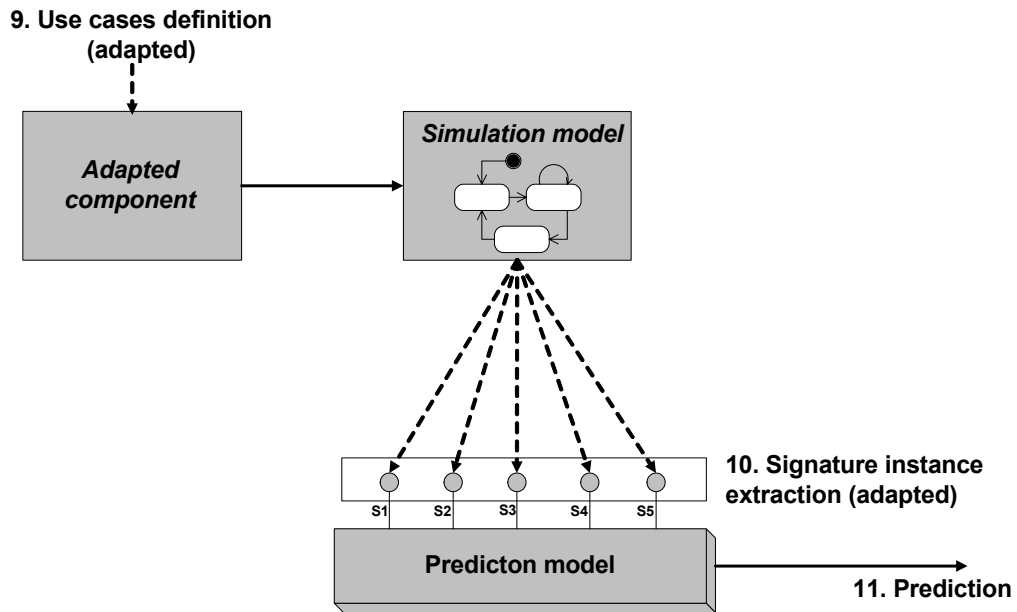 9. Use cases definition
(adapted)
Adapted
component
Simulation model
10. Signature instance
extraction (adapted)
S1
S2
S3
S4
S5
Predicton model
11. Prediction